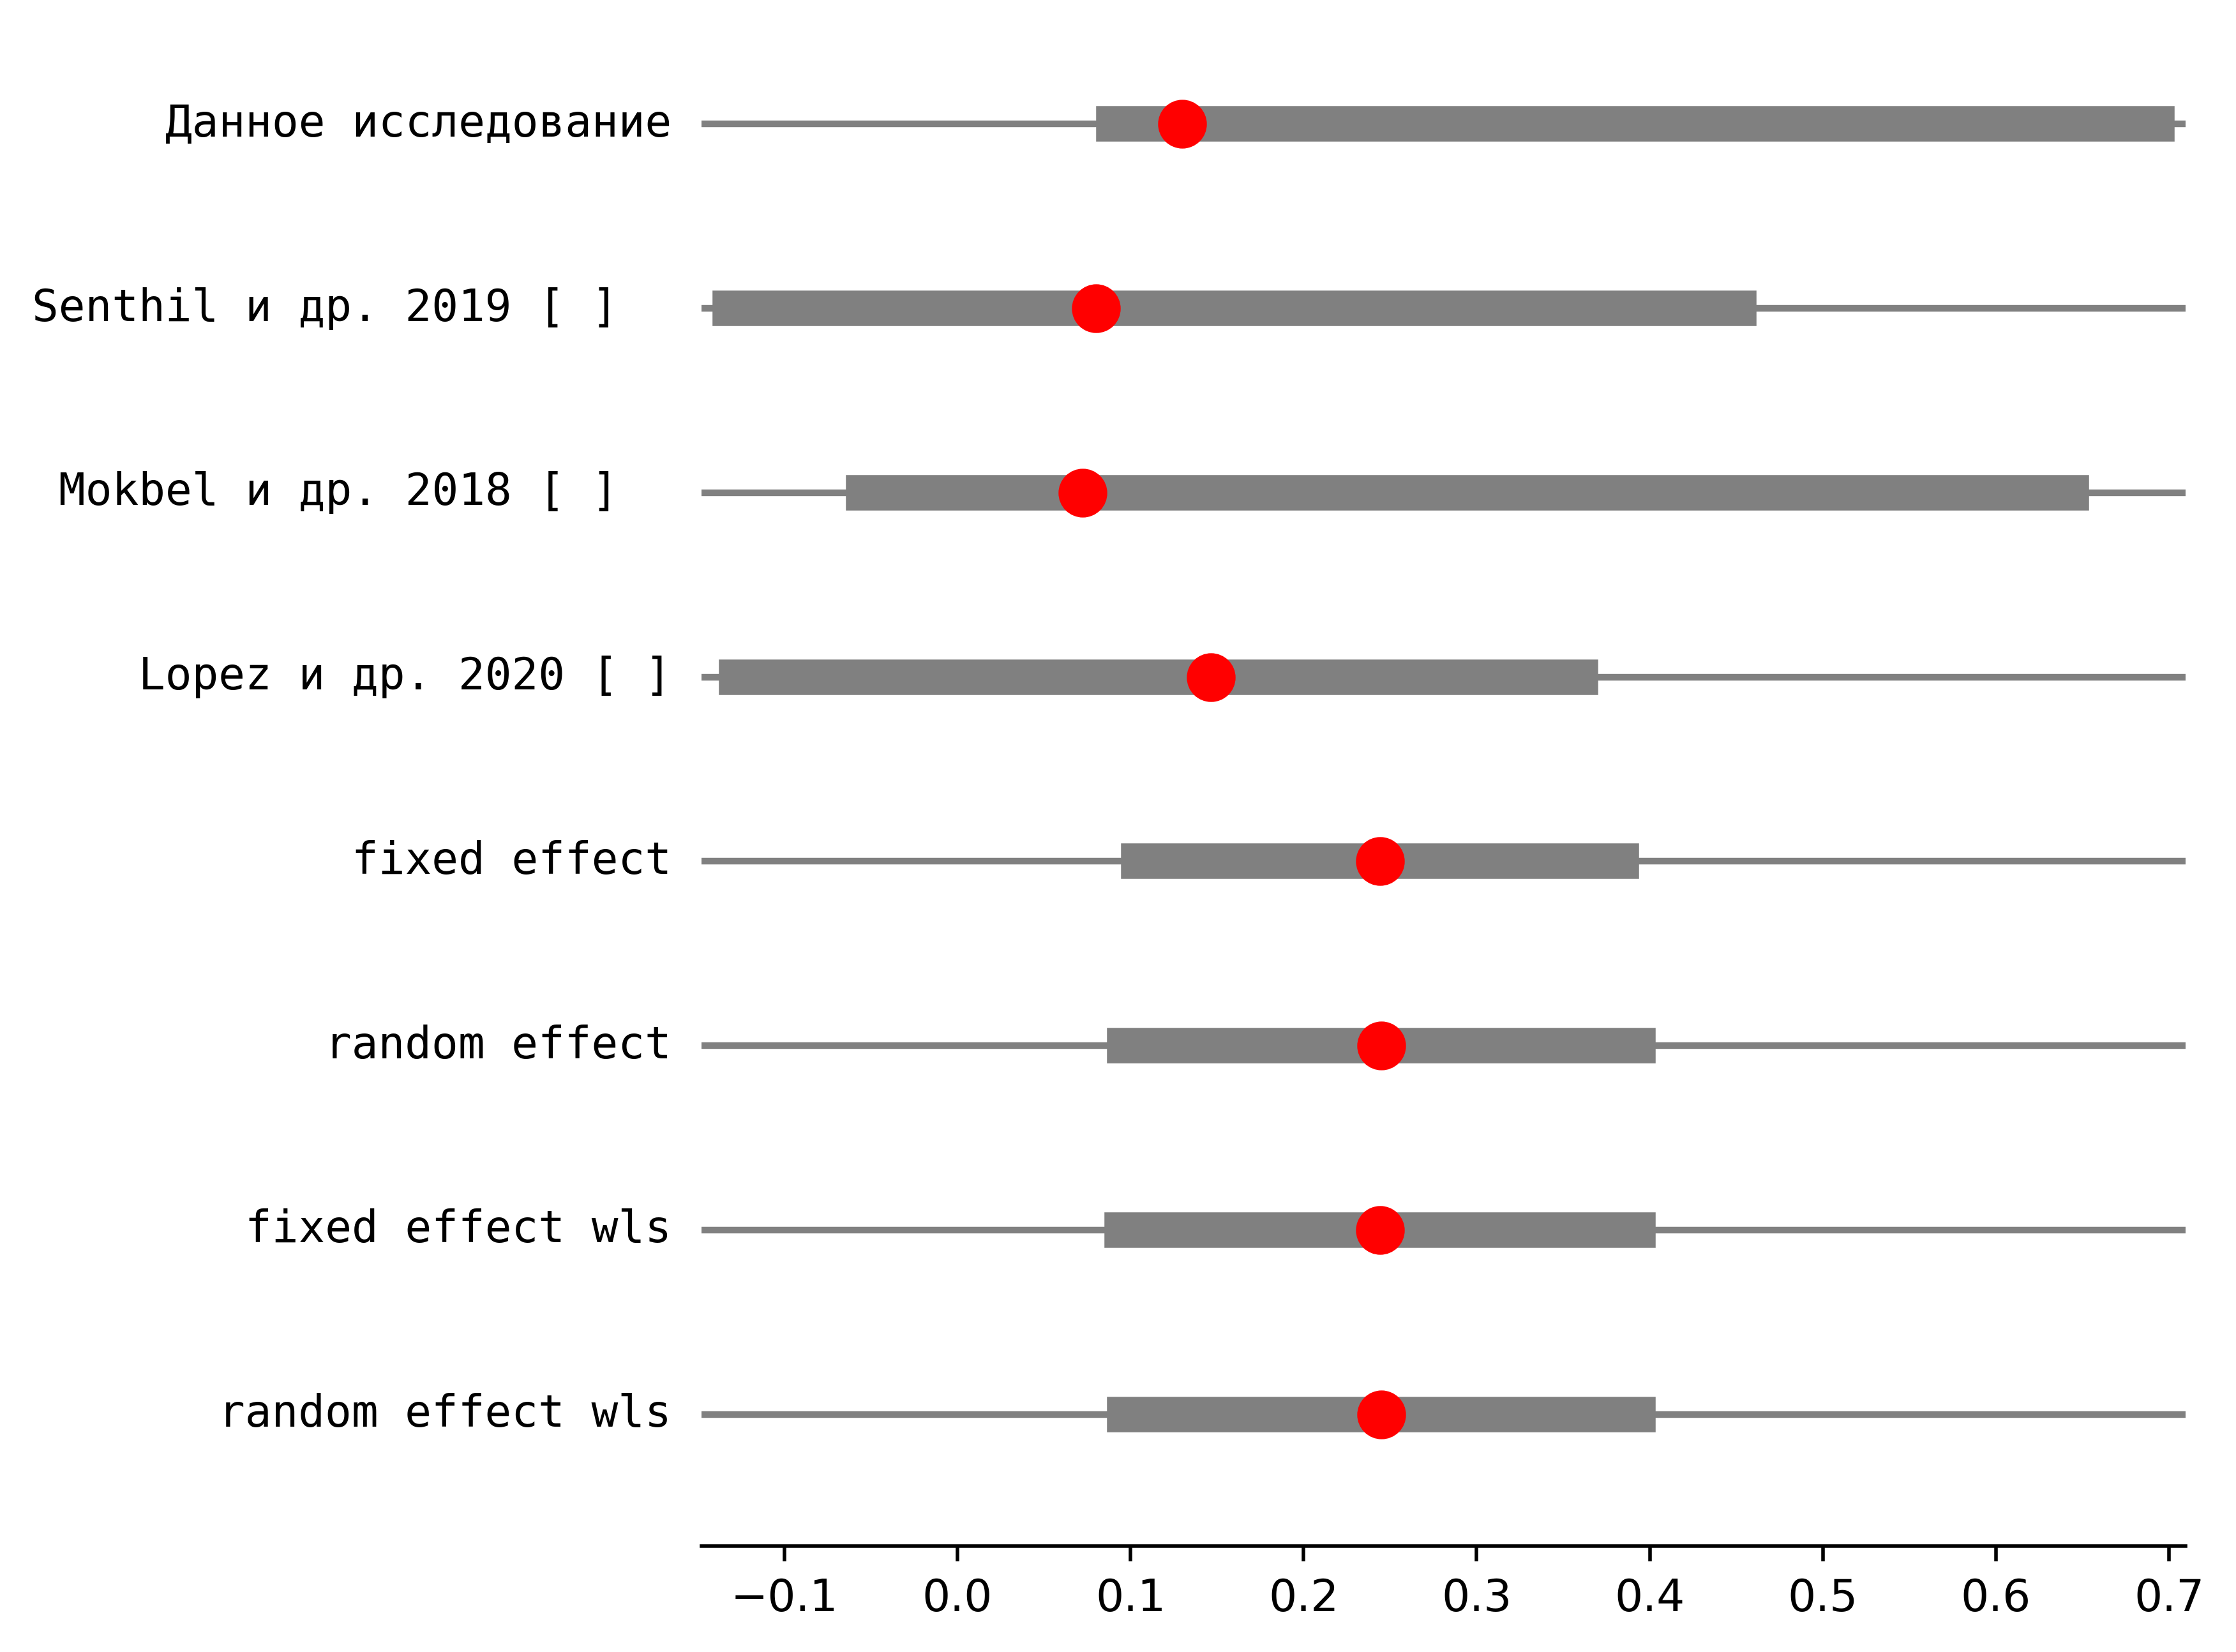 Данное исследование
Senthil и др. 2019 [ ]
Mokbel и др. 2018 [ ]
Lopez и др. 2020 [ ]
fixed effect
random effect
fixed effect wls
random effect wls
−0.1 0.0 0.1 0.2 0.3 0.4 0.5 0.6 0.7